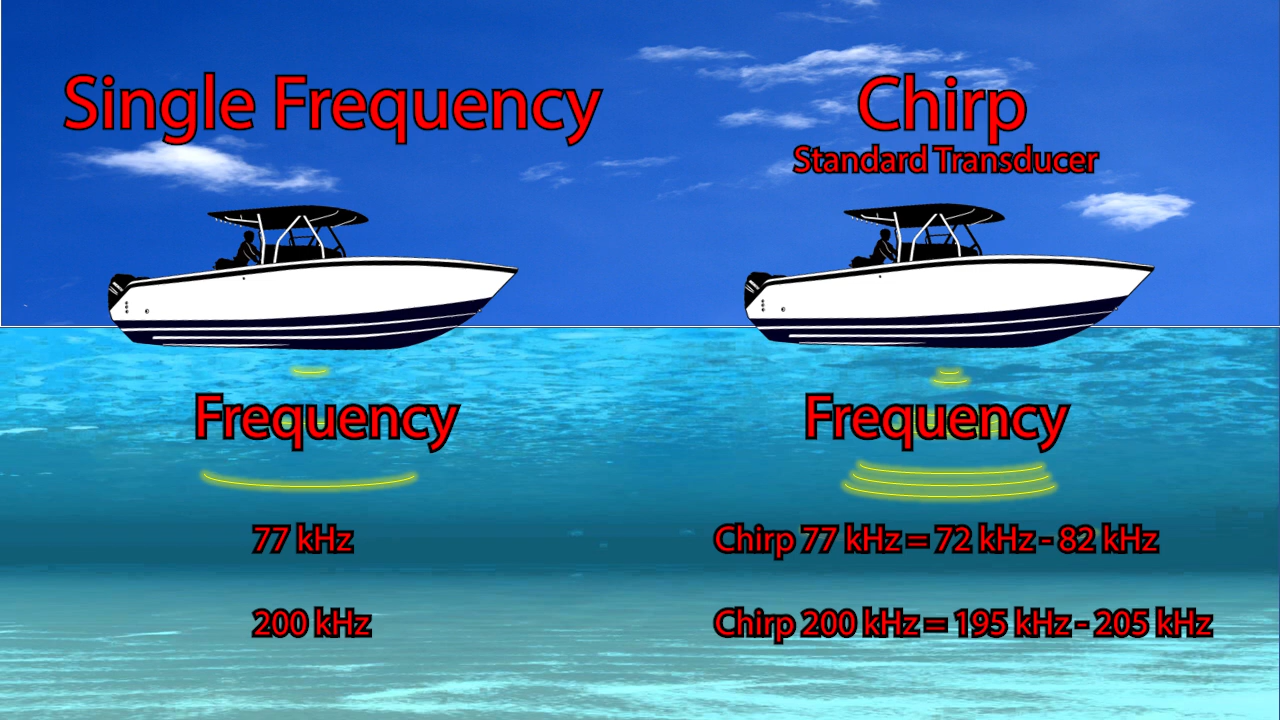 Single Frequency
Chirp
Standard Transducer
Frequency
Frequency
77 kHz
Chirp 77 kHz = 72 kHz - 82 kHz
200 kHz
Chirp 200 kHz = 195 kHz - 205 kHz